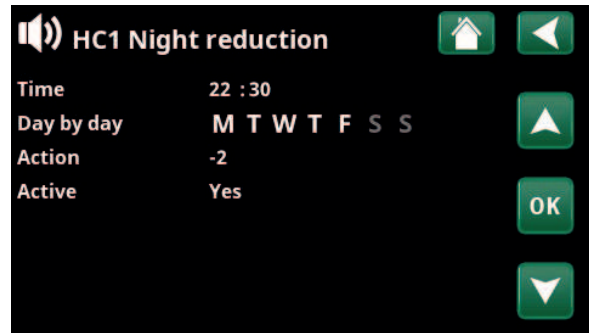 HC1 Night reduction
Time 22 :30
Day by day M T W T F S S
Action -2
Active Yes
OK